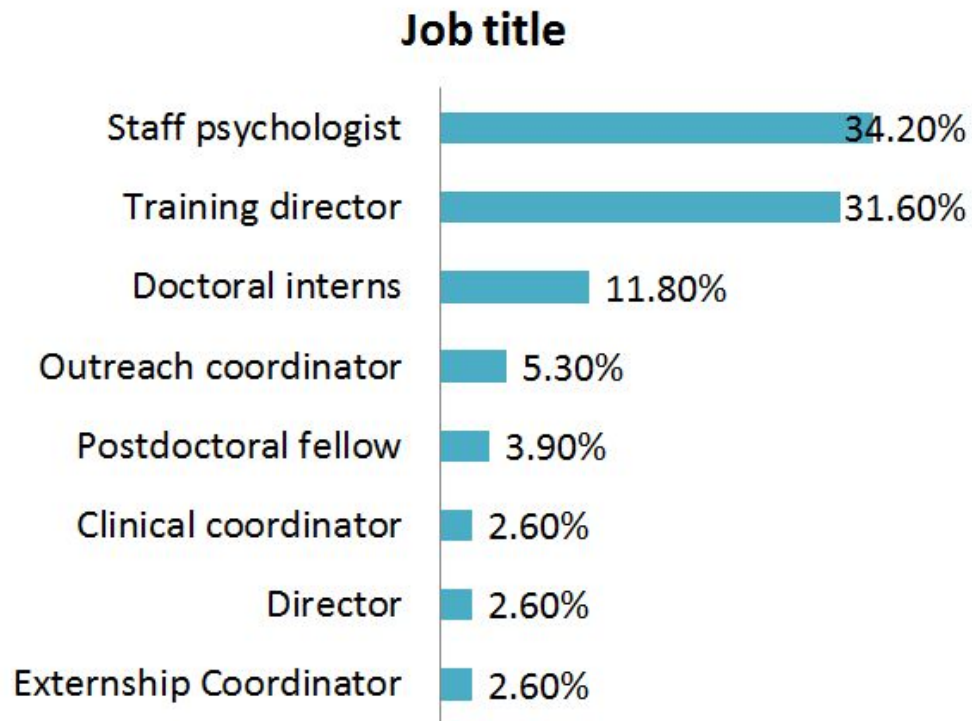 Job title
Staff psychologist 34.20%
Training director 31.60%
Doctoral interns 11.80%
Outreach coordinator 5.30%
Postdoctoral fellow 3.90%
Clinical coordinator 2.60%
Director 2.60%
Externship Coordinator 2.60%